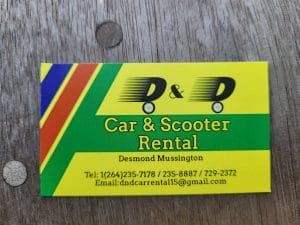 D & D
Car & Scooter
Rental
Desmond Mussington
Tel: 1(264)235-7178 / 235-8887 / 729-2372
Email:dndcarrental15@gmail.com